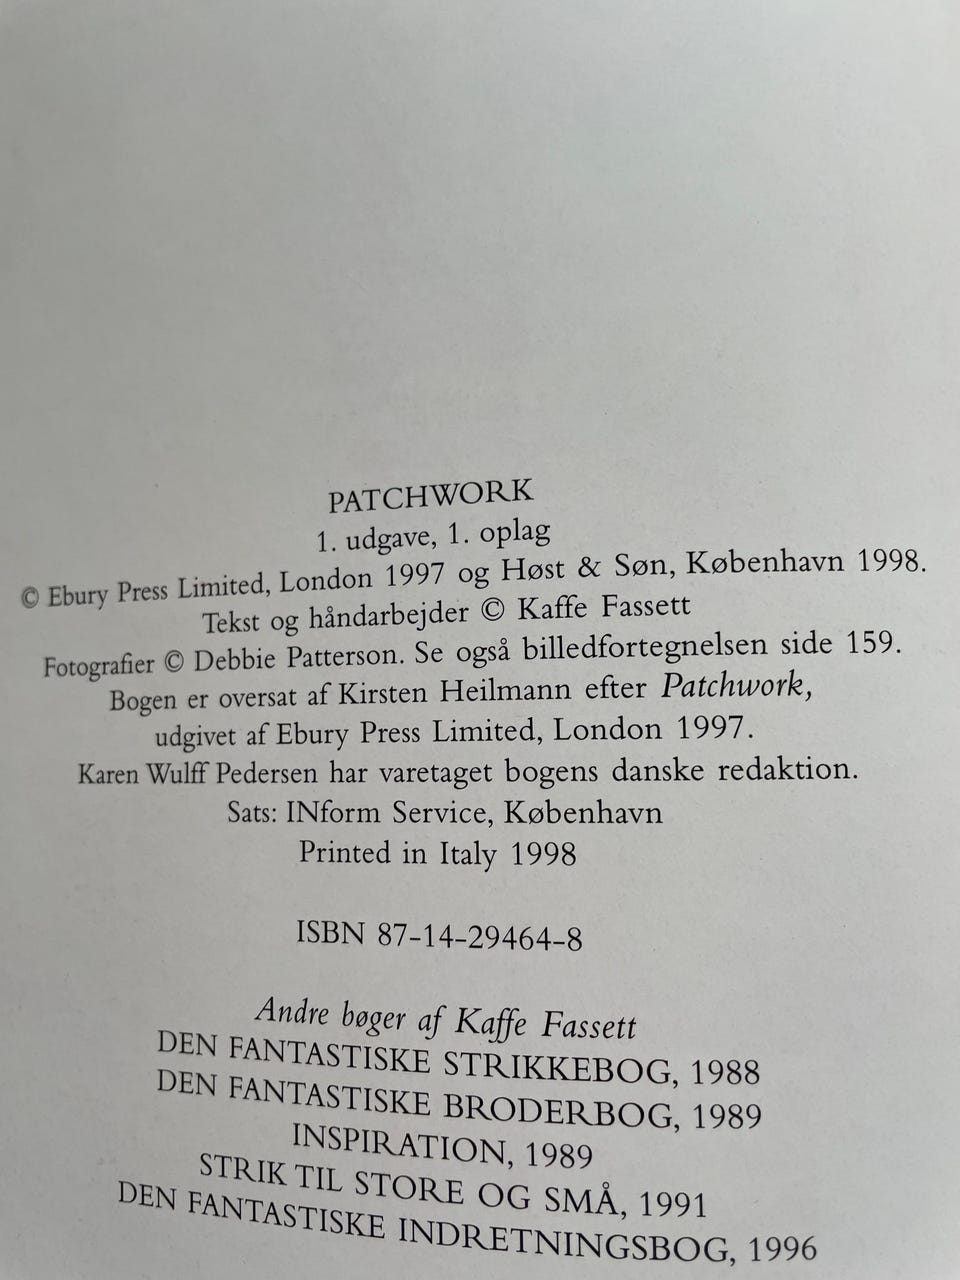 PATCHWORK
1. udgave, 1. oplag
© Ebury Press Limited, London 1997 og Høst & Søn, København 1998.
Tekst og håndarbejder © Kaffe Fassett
Fotografier © Debbie Patterson. Se også billedfortegnelsen side 159.
Bogen er oversat af Kirsten Heilmann efter Patchwork,
udgivet af Ebury Press Limited, London 1997.
Karen Wulff Pedersen har varetaget bogens danske redaktion.
Sats: INform Service, København
Printed in Italy 1998
ISBN 87-14-29464-8
Andre bøger af Kaffe Fassett
DEN FANTASTISKE STRIKKEBOG, 1988
DEN FANTASTISKE BRODERBOG, 1989
INSPIRATION, 1989
STRIK TIL STORE OG SMÅ, 1991
DEN FANTASTISKE INDRETNINGSBOG, 1996